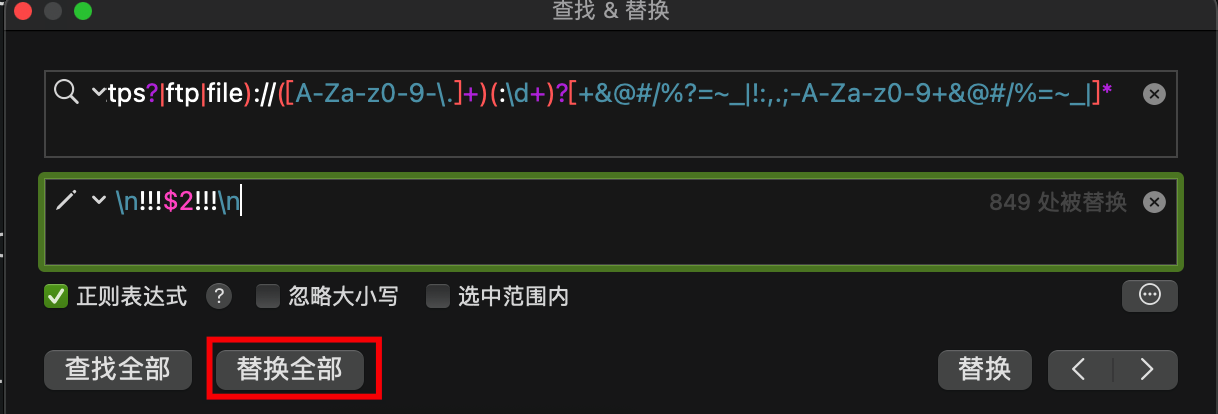 查找 & 替换
tps?|ftp|file)://([A-Za-z0-9-\.]+)(:\d+)?[+&@#/%?=~_|!:,.;-A-Za-z0-9+&@#/%=~_|]*
\n!!!$2!!!\n
849 处被替换
正则表达式 ? 忽略大小写 选中范围内
查找全部 替换全部 替换